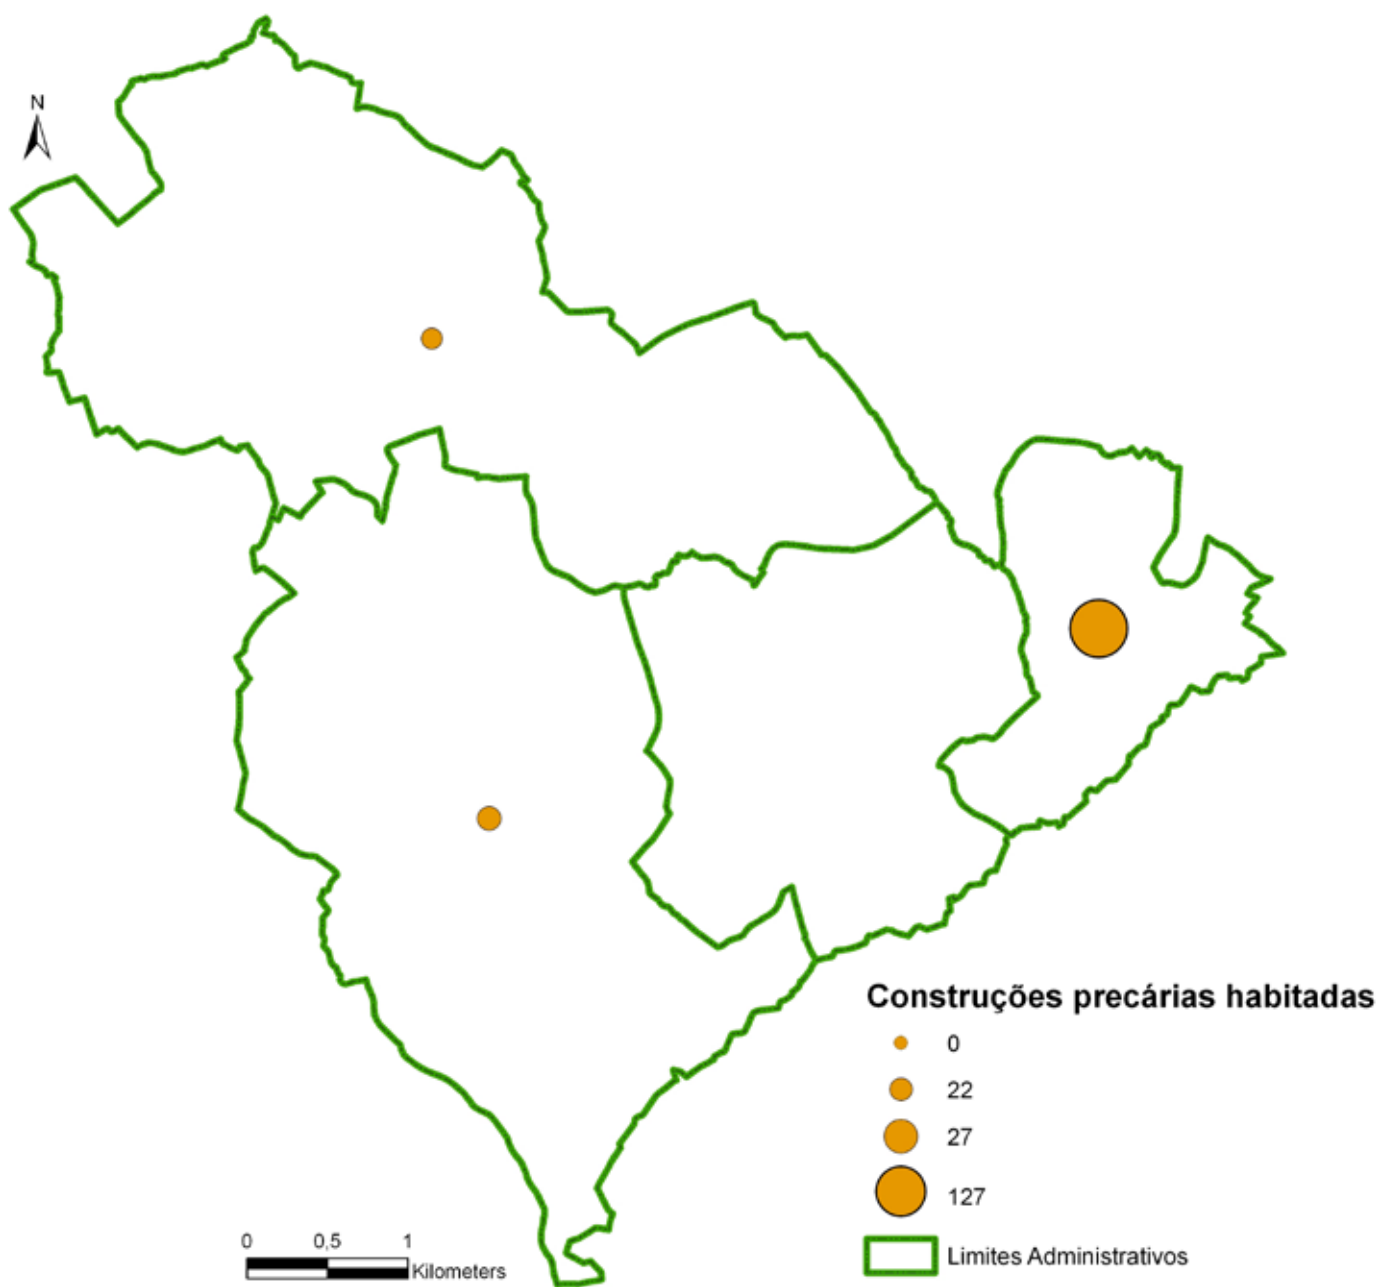 N
Construções precárias habitadas
0
22
27
127
Limites Administrativos
0 0,5 1
Kilometers